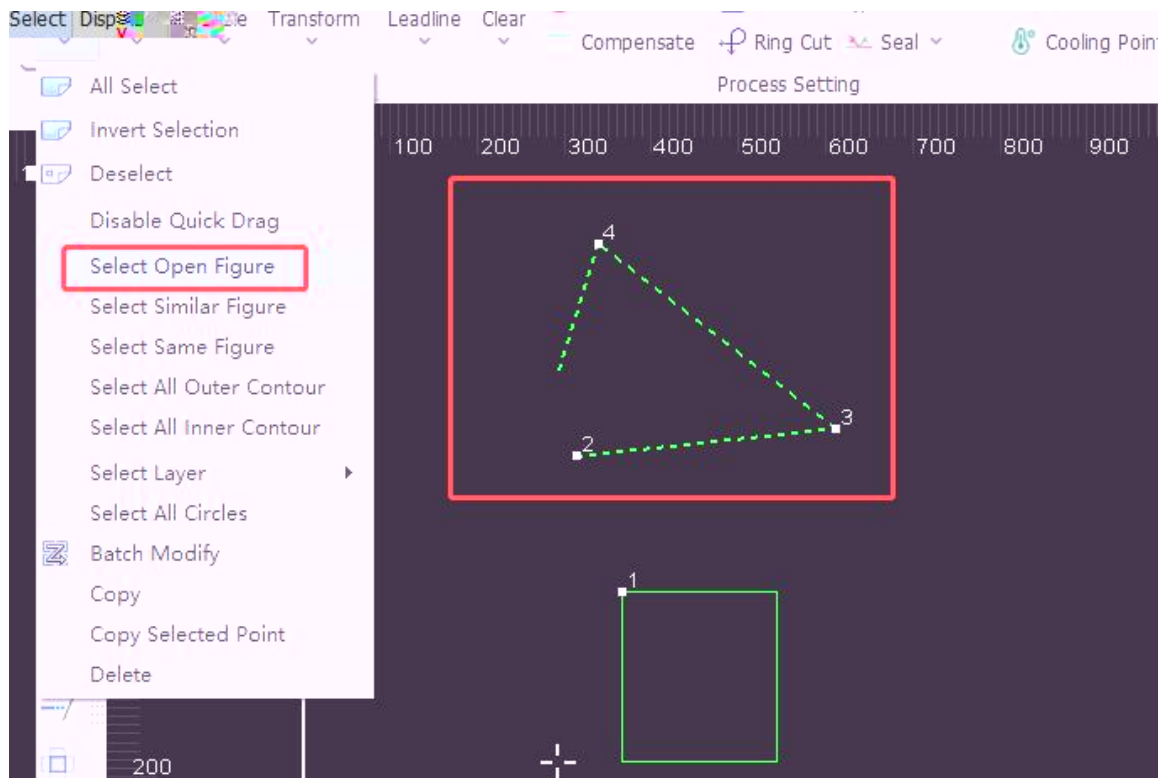 Select Transform Leadline Clear
Compensate Ring Cut Seal Cooling Poin
Process Setting
All Select
Invert Selection
Deselect
Disable Quick Drag
Select Open Figure
Select Similar Figure
Select Same Figure
Select All Outer Contour
Select All Inner Contour
Select Layer
Select All Circles
Batch Modify
Copy
Copy Selected Point
Delete
100 200 300 400 500 600 700 800 900
4
3
2
1
200